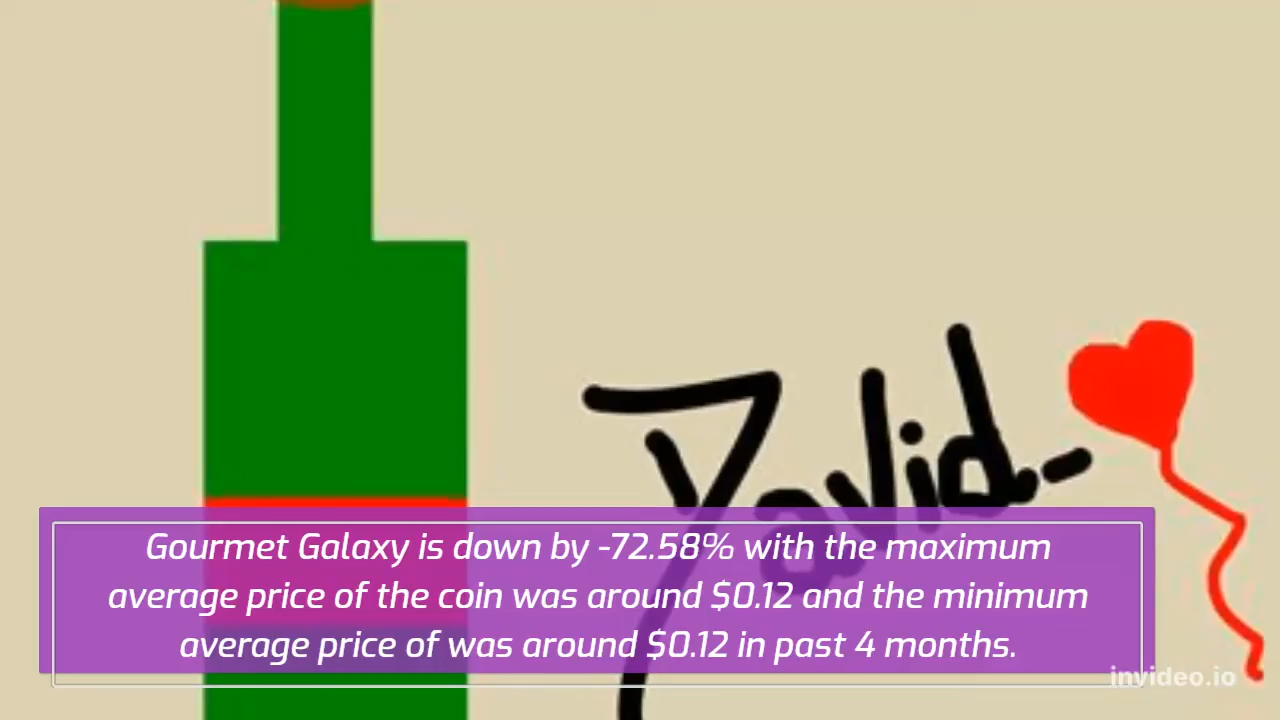 David-
Gourmet Galaxy is down by -72.58% with the maximum
average price of the coin was around $0.12 and the minimum
average price of was around $0.12 in past 4 months.
invideo.io